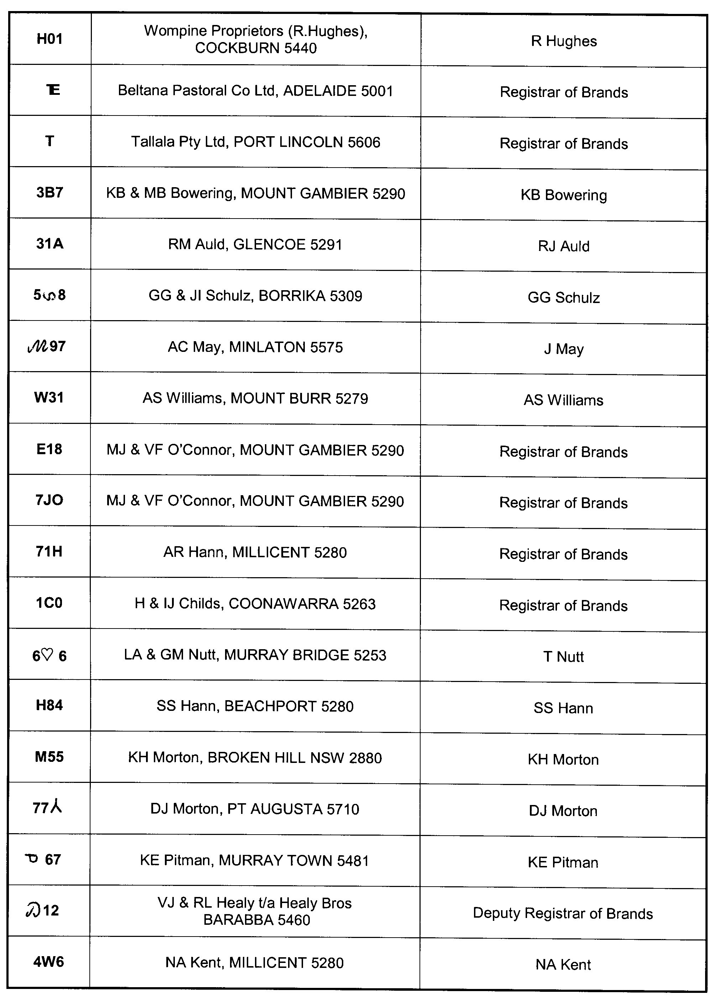 H01
Wompine Proprietors (R.Hughes),
COCKBURN 5440
R Hughes
TE
Beltana Pastoral Co Ltd, ADELAIDE 5001
Registrar of Brands
T
Tallala Pty Ltd, PORT LINCOLN 5606
Registrar of Brands
3B7
KB & MB Bowering, MOUNT GAMBIER 5290
KB Bowering
31A
RM Auld, GLENCOE 5291
RJ Auld
5 8
GG & JI Schulz, BORRIKA 5309
GG Schulz
M97
AC May, MINLATON 5575
J May
W31
AS Williams, MOUNT BURR 5279
AS Williams
E18
MJ & VF O'Connor, MOUNT GAMBIER 5290
Registrar of Brands
7JO
MJ & VF O'Connor, MOUNT GAMBIER 5290
Registrar of Brands
71H
AR Hann, MILLICENT 5280
Registrar of Brands
1C0
H & IJ Childs, COONAWARRA 5263
Registrar of Brands
6♡ 6
LA & GM Nutt, MURRAY BRIDGE 5253
T Nutt
H84
SS Hann, BEACHPORT 5280
SS Hann
M55
KH Morton, BROKEN HILL NSW 2880
KH Morton
77
DJ Morton, PT AUGUSTA 5710
DJ Morton
67
KE Pitman, MURRAY TOWN 5481
KE Pitman
12
VJ & RL Healy t/a Healy Bros
BARABBA 5460
Deputy Registrar of Brands
4W6
NA Kent, MILLICENT 5280
NA Kent